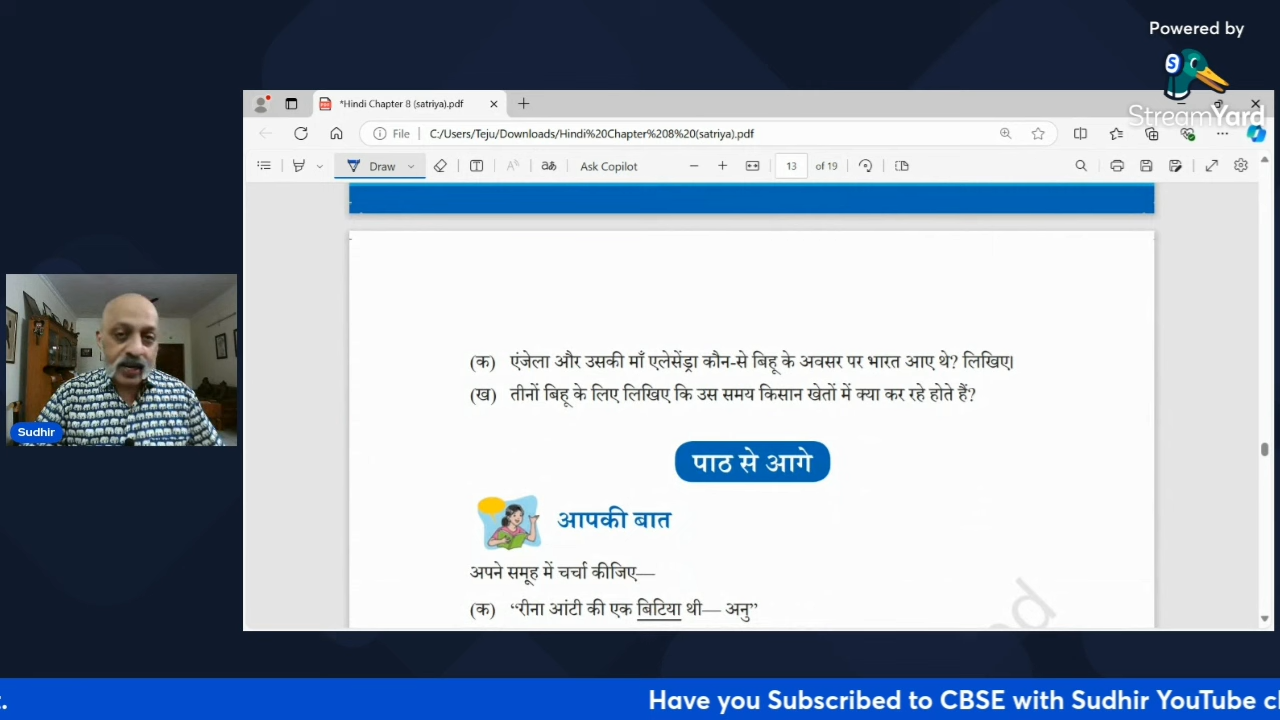 Powered by
S
StreamYard
*Hindi Chapter 8 (satriya).pdf
File
C:/Users/Teju/Downloads/Hindi%20Chapter%208%20(satriya).pdf
Draw
Ask Copilot
13 of 19
(क) एंजेला और उसकी माँ एलेसेंड्रा कौन-से बिहू के अवसर पर भारत आए थे? लिखिए।
(ख) तीनों बिहू के लिए लिखिए कि उस समय किसान खेतों में क्या कर रहे होते हैं?
पाठ से आगे
आपकी बात
अपने समूह में चर्चा कीजिए—
(क) “रीना आंटी की एक बिटिया थी— अनु”
Sudhir
t.
Have you Subscribed to CBSE with Sudhir YouTube c